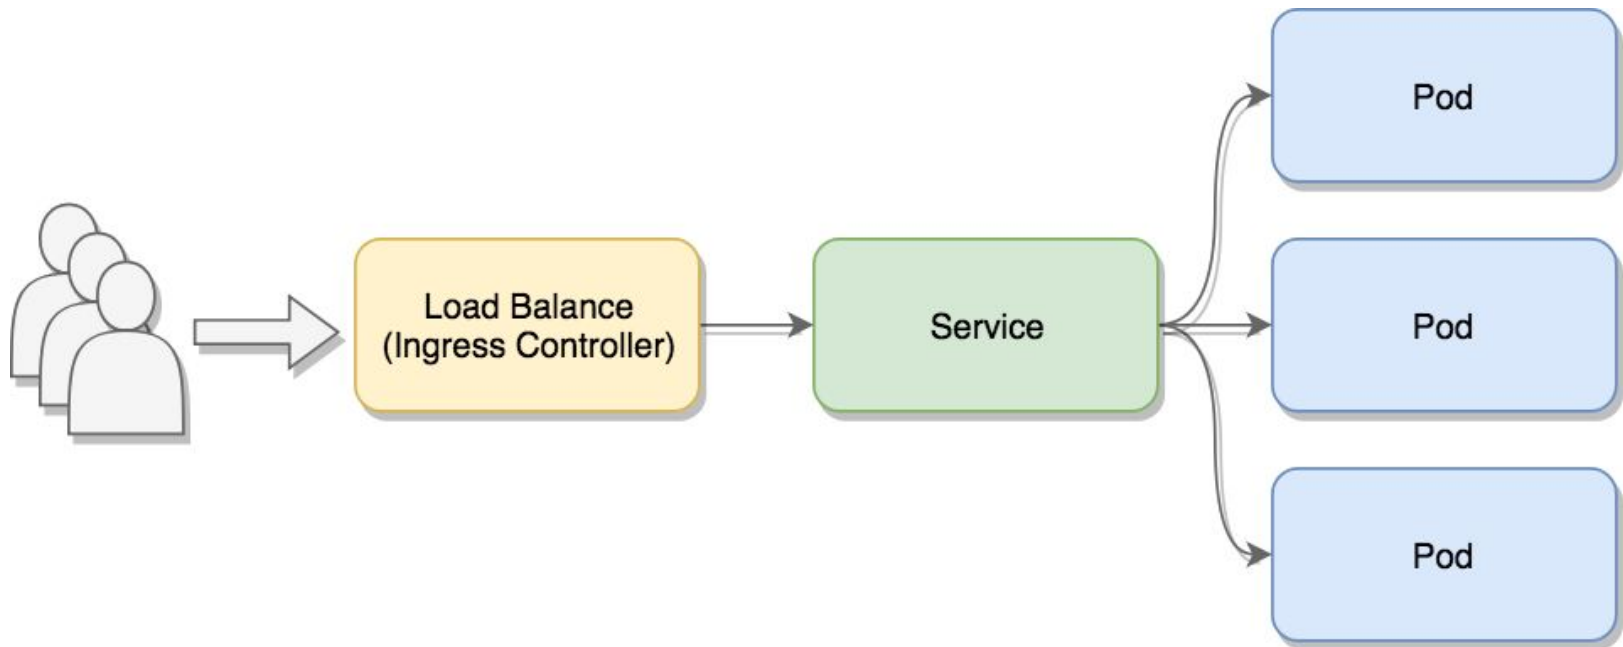 Load Balance
(Ingress Controller)
Service
Pod
Pod
Pod